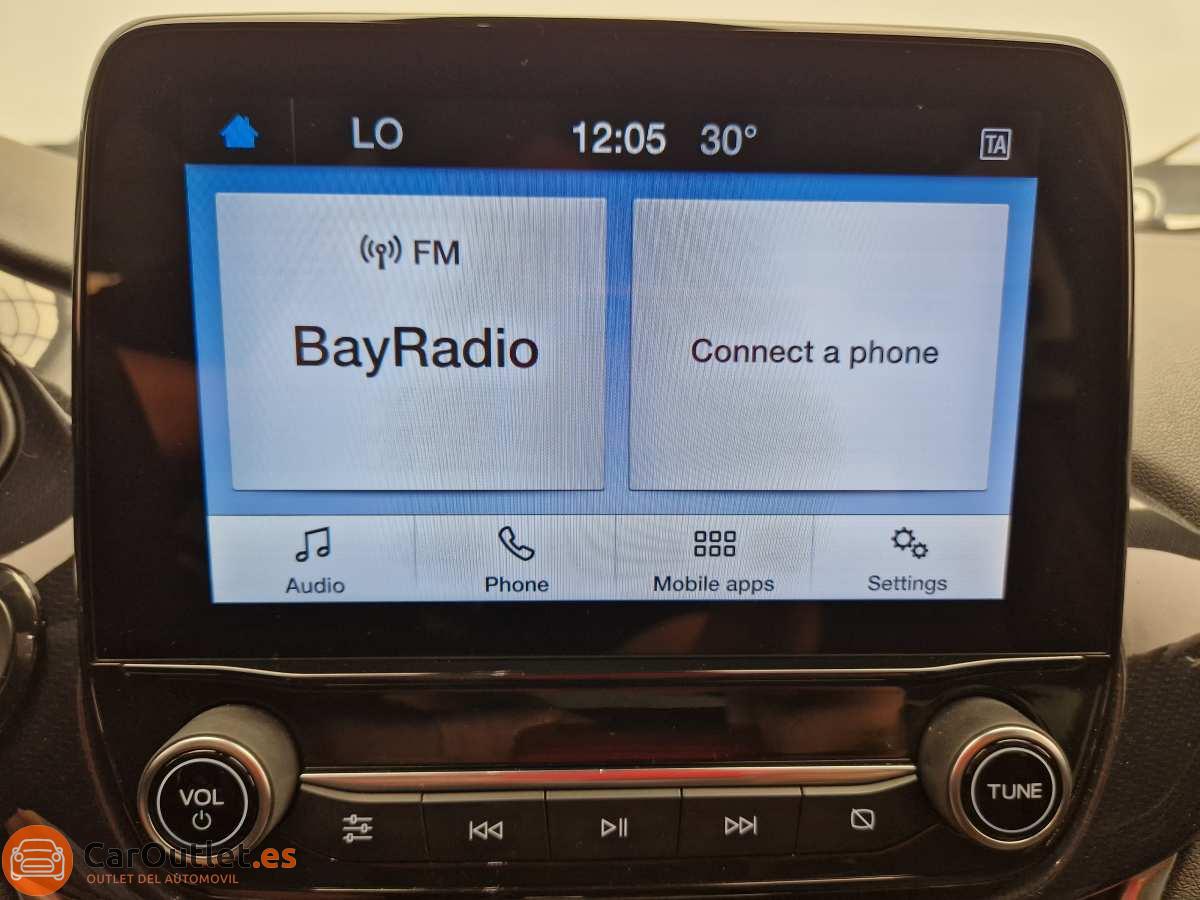 LO 12:05 30° TA
FM
BayRadio
Connect a phone
Audio Phone Mobile apps Settings
VOL
TUNE
CarOutlet.es
OUTLET DEL AUTOMOVIL